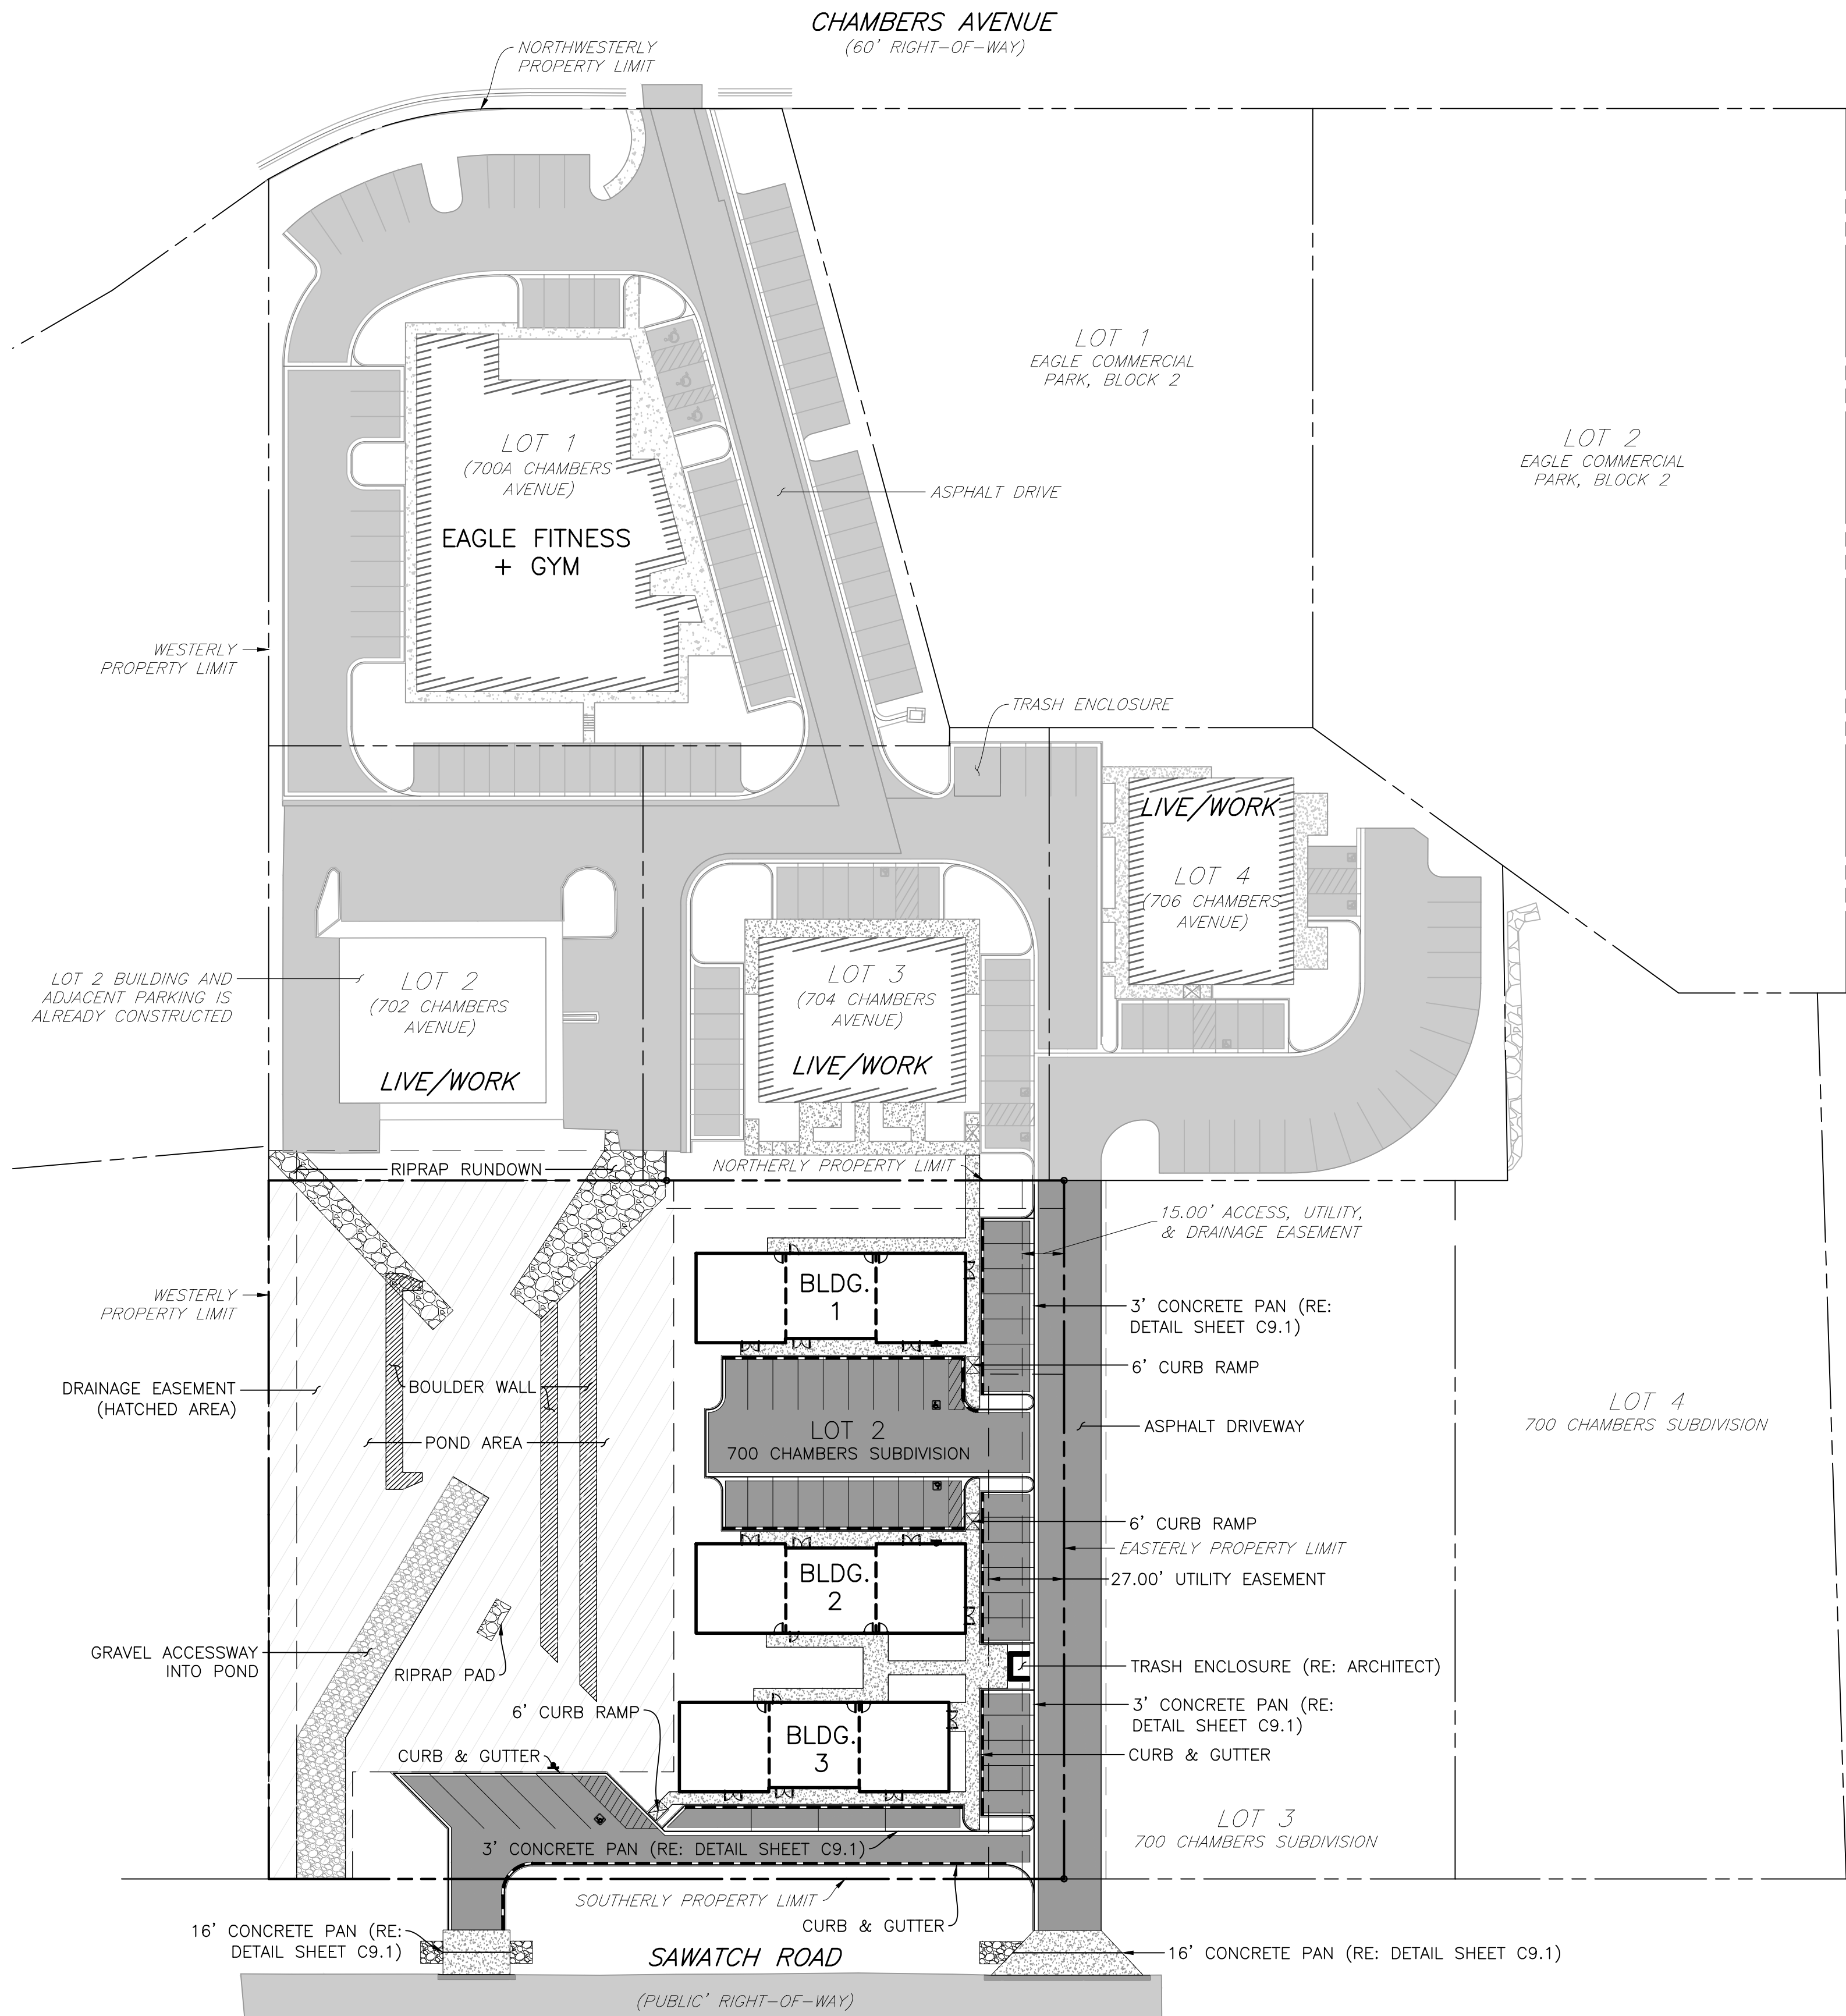 CHAMBERS AVENUE
(60' RIGHT-OF-WAY)
NORTHWESTERLY
PROPERTY LIMIT
LOT 1
EAGLE COMMERCIAL
PARK, BLOCK 2
LOT 2
EAGLE COMMERCIAL
PARK, BLOCK 2
LOT 1
(700A CHAMBERS
AVENUE)
EAGLE FITNESS
+ GYM
ASPHALT DRIVE
WESTERLY
PROPERTY LIMIT
TRASH ENCLOSURE
LIVE/WORK
LOT 4
(706 CHAMBERS
AVENUE)
LOT 2 BUILDING AND
ADJACENT PARKING IS
ALREADY CONSTRUCTED
LOT 2
(702 CHAMBERS
AVENUE)
LIVE/WORK
LOT 3
(704 CHAMBERS
AVENUE)
LIVE/WORK
RIPRAP RUNDOWN
NORTHERLY PROPERTY LIMIT
15.00' ACCESS, UTILITY,
& DRAINAGE EASEMENT
WESTERLY
PROPERTY LIMIT
BLDG.
1
3' CONCRETE PAN (RE:
DETAIL SHEET C9.1)
6' CURB RAMP
DRAINAGE EASEMENT
(HATCHED AREA)
BOULDER WALL
POND AREA
LOT 2
700 CHAMBERS SUBDIVISION
ASPHALT DRIVEWAY
LOT 4
700 CHAMBERS SUBDIVISION
6' CURB RAMP
EASTERLY PROPERTY LIMIT
27.00' UTILITY EASEMENT
BLDG.
2
GRAVEL ACCESSWAY
INTO POND
RIPRAP PAD
TRASH ENCLOSURE (RE: ARCHITECT)
3' CONCRETE PAN (RE:
DETAIL SHEET C9.1)
6' CURB RAMP
BLDG.
3
CURB & GUTTER
CURB & GUTTER
LOT 3
700 CHAMBERS SUBDIVISION
3' CONCRETE PAN (RE: DETAIL SHEET C9.1)
SOUTHERLY PROPERTY LIMIT
CURB & GUTTER
16' CONCRETE PAN (RE:
DETAIL SHEET C9.1)
SAWATCH ROAD
16' CONCRETE PAN (RE: DETAIL SHEET C9.1)
(PUBLIC' RIGHT-OF-WAY)